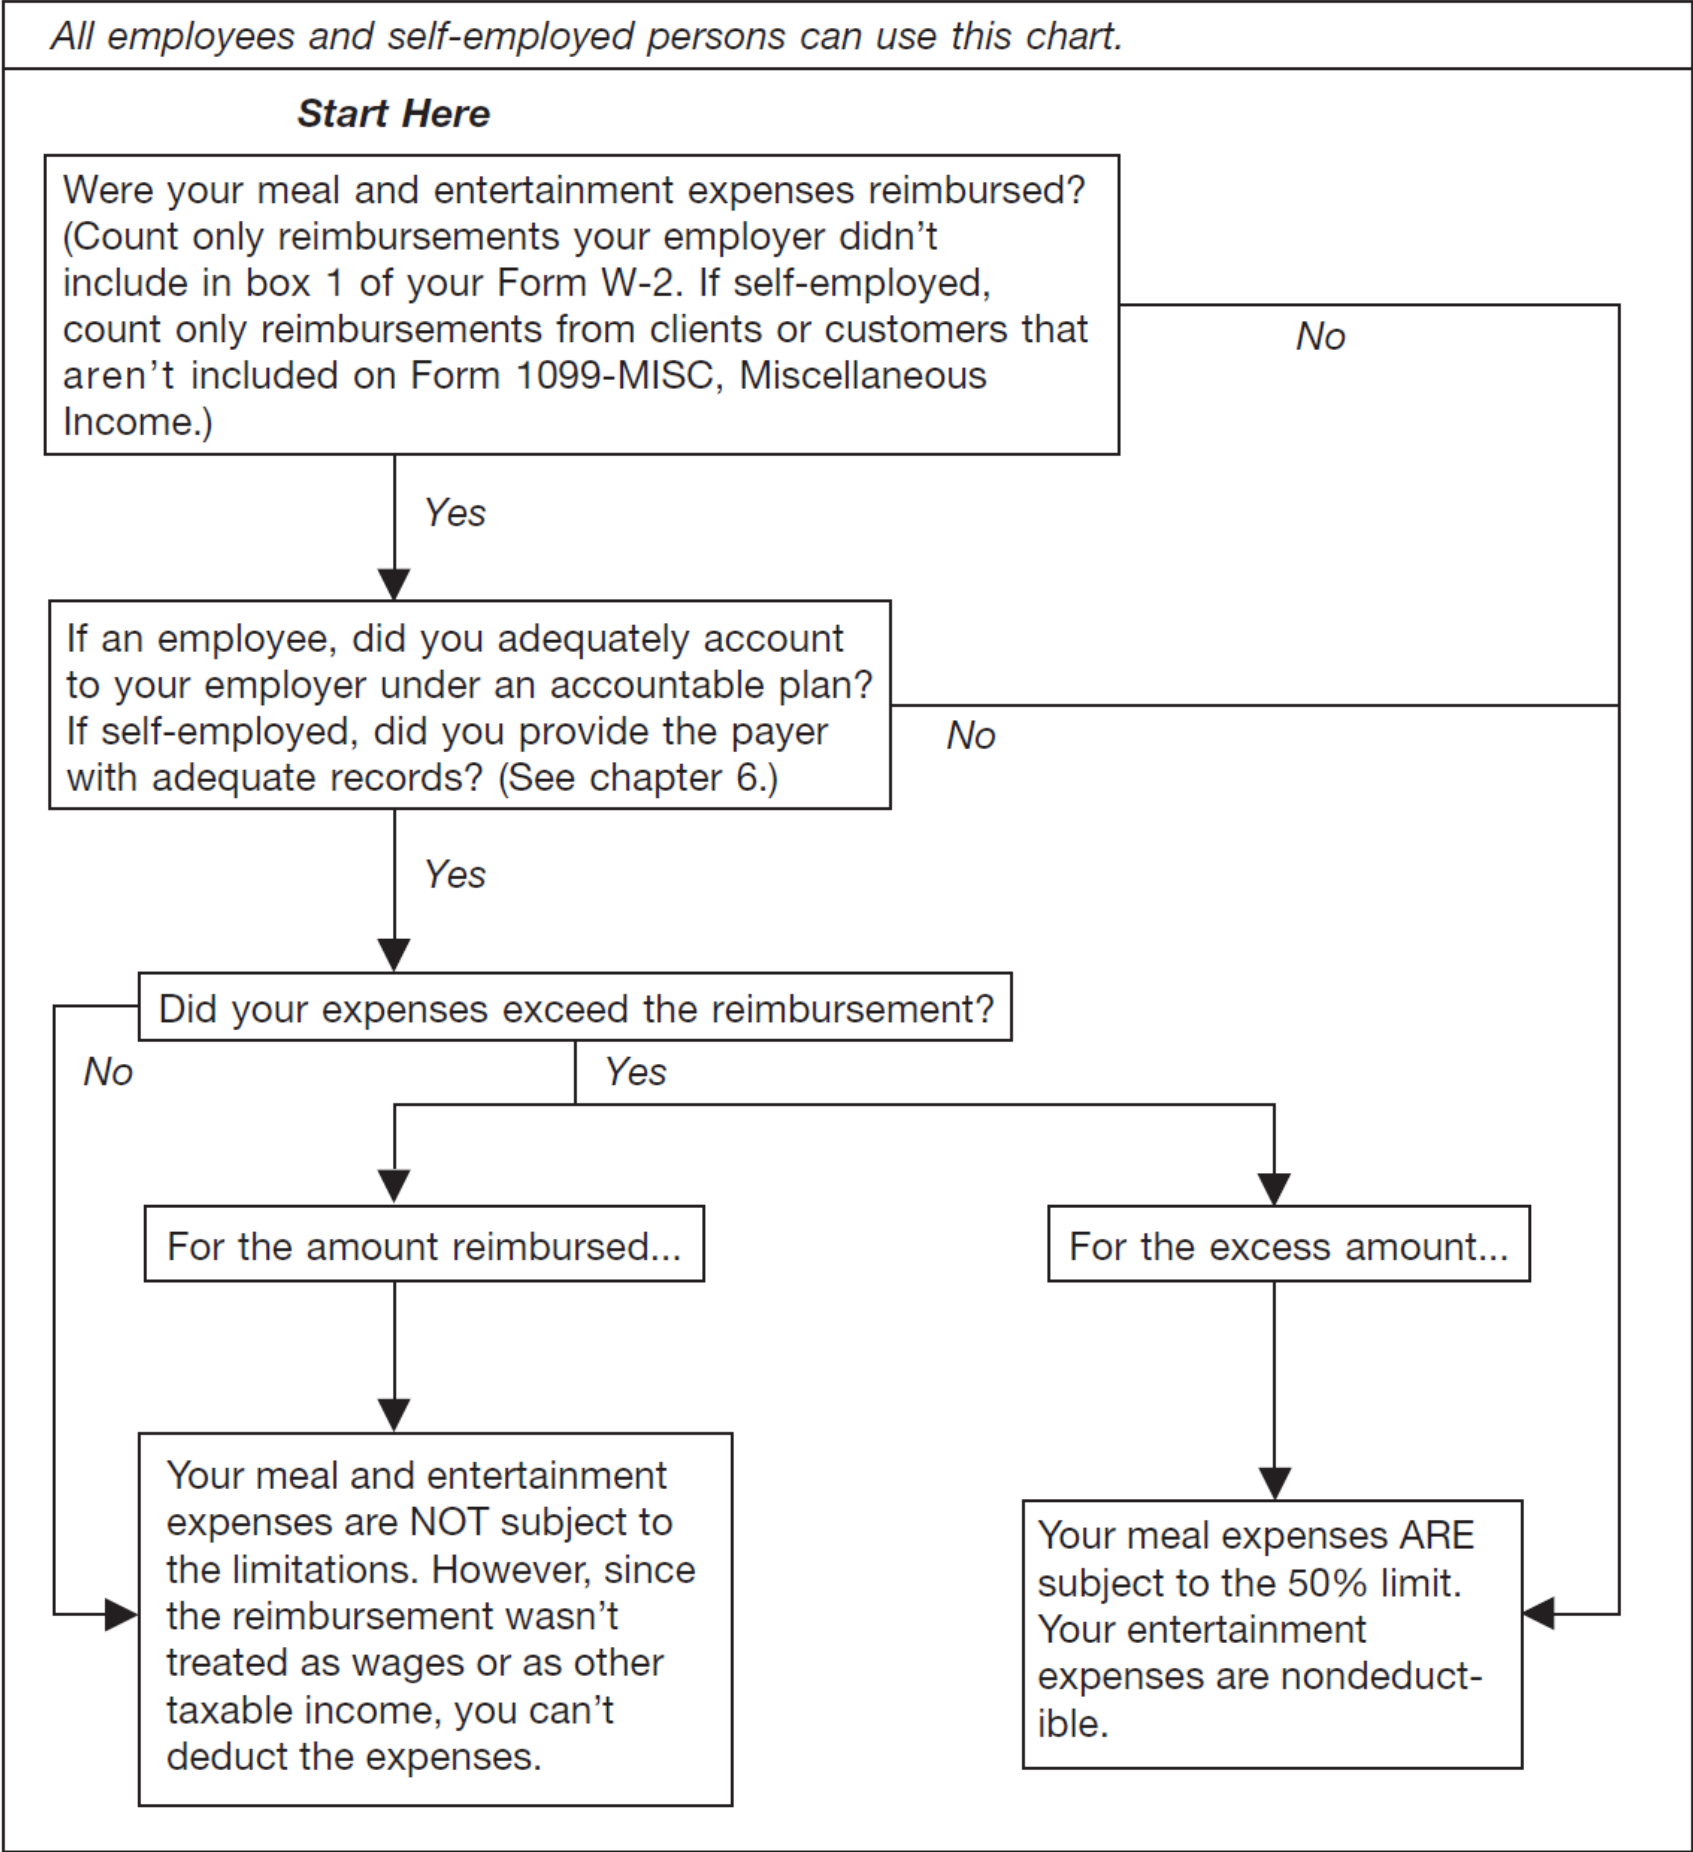 All employees and self-employed persons can use this chart.
Start Here
Were your meal and entertainment expenses reimbursed?
(Count only reimbursements your employer didn't
include in box 1 of your Form W-2. If self-employed,
count only reimbursements from clients or customers that
aren't included on Form 1099-MISC, Miscellaneous
Income.)
No
Yes
If an employee, did you adequately account
to your employer under an accountable plan?
If self-employed, did you provide the payer
with adequate records? (See chapter 6.)
No
Yes
Did your expenses exceed the reimbursement?
No
Yes
For the amount reimbursed...
For the excess amount...
Your meal and entertainment
expenses are NOT subject to
the limitations. However, since
the reimbursement wasn't
treated as wages or as other
taxable income, you can't
deduct the expenses.
Your meal expenses ARE
subject to the 50% limit.
Your entertainment
expenses are nondeduct-
ible.